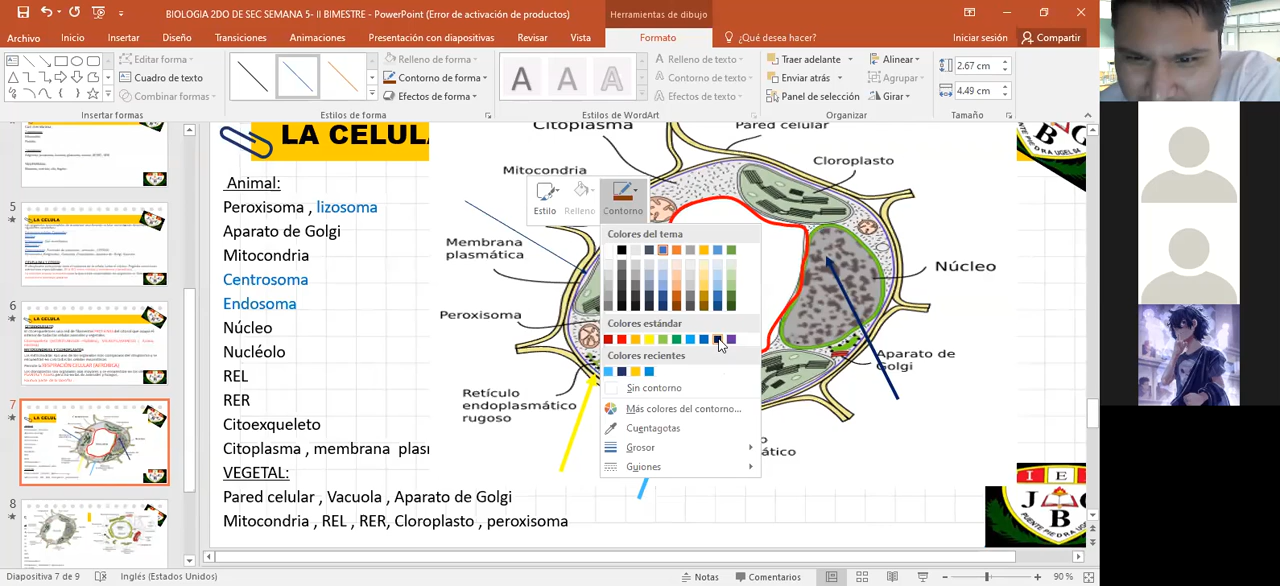 BIOLOGIA 2DO DE SEC SEMANA 5- II BIMESTRE - PowerPoint (Error de activación de productos)
Herramientas de dibujo
Archivo Inicio Insertar Diseño Transiciones Animaciones Presentación con diapositivas Revisar Vista Formato ¿Qué desea hacer? Iniciar sesión Compartir
Editar forma
Cuadro de texto
Combinar formas
Insertar formas
Relleno de forma
Contorno de forma
Efectos de forma
Estilos de forma
A A A
Relleno de texto
Contorno de texto
Efectos de texto
Estilos de WordArt
Traer adelante
Enviar atrás
Panel de selección
Alinear
Agrupar
Girar
Organizar
2.67 cm
4.49 cm
Tamaño
5
LA CELULA
6
7
LA CELUL
8
LA CELUL
Animal:
Peroxisoma , lizosoma
Aparato de Golgi
Mitocondria
Centrosoma
Endosoma
Núcleo
Nucléolo
REL
RER
Citoexqueleto
Citoplasma , membrana plasr
VEGETAL:
Pared celular , Vacuola , Aparato de Golgi
Mitocondria , REL , RER, Cloroplasto , peroxisoma
Citoplasma
Pared celular
Mitocondria
Cloroplasto
Membrana
plasmática
Núcleo
Peroxisoma
Aparato de
Golgi
Retículo
endoplasmático
rugoso
o
ático
Estilo
Relleno
Contorno
Colores del tema
Colores estándar
Colores recientes
Sin contorno
Más colores del contorno...
Cuentagotas
Grosor
Guiones
I E
J B G
Diapositiva 7 de 9
Inglés (Estados Unidos)
Notas
Comentarios
90 %